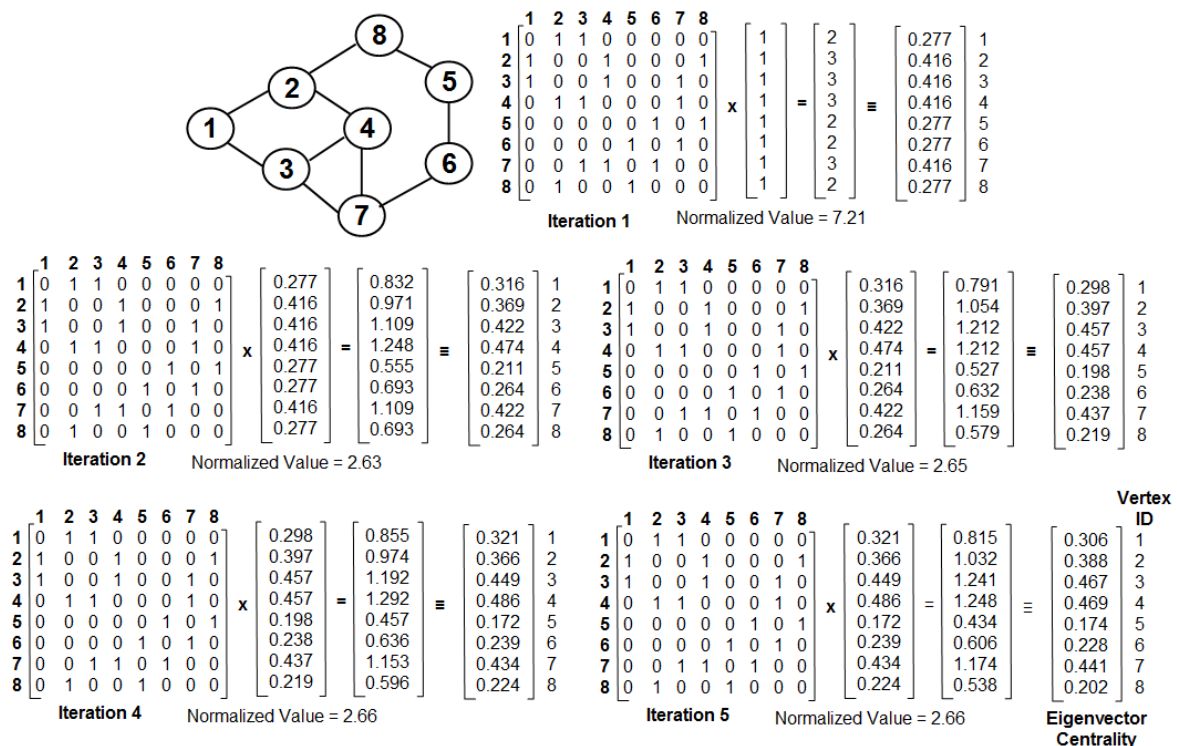 8
2
5
1
4
3
6
7
1 2 3 4 5 6 7 8
1 0 1 1 0 0 0 0 0 1 2 0.277 1
2 1 0 0 1 0 0 0 1 1 3 0.416 2
3 1 0 0 1 0 0 1 0 1 3 0.416 3
4 0 1 1 0 0 0 1 0 1 3 0.416 4
x = ≡
5 0 0 0 0 0 1 0 1 1 2 0.277 5
6 0 0 0 0 1 0 1 0 1 2 0.277 6
7 0 0 1 1 0 1 0 0 1 3 0.416 7
8 0 1 0 0 1 0 0 0 1 2 0.277 8
Iteration 1 Normalized Value = 7.21
1 2 3 4 5 6 7 8
1 0 1 1 0 0 0 0 0 0.277 0.832 0.316 1
2 1 0 0 1 0 0 0 1 0.416 0.971 0.369 2
3 1 0 0 1 0 0 1 0 0.416 1.109 0.422 3
4 0 1 1 0 0 0 1 0 0.416 1.248 0.474 4
x = ≡
5 0 0 0 0 0 1 0 1 0.277 0.555 0.211 5
6 0 0 0 0 1 0 1 0 0.277 0.693 0.264 6
7 0 0 1 1 0 1 0 0 0.416 1.109 0.422 7
8 0 1 0 0 1 0 0 0 0.277 0.693 0.264 8
Iteration 2 Normalized Value = 2.63
1 2 3 4 5 6 7 8
1 0 1 1 0 0 0 0 0 0.316 0.791 0.298 1
2 1 0 0 1 0 0 0 1 0.369 1.054 0.397 2
3 1 0 0 1 0 0 1 0 0.422 1.212 0.457 3
4 0 1 1 0 0 0 1 0 0.474 1.212 0.457 4
x = ≡
5 0 0 0 0 0 1 0 1 0.211 0.527 0.198 5
6 0 0 0 0 1 0 1 0 0.264 0.632 0.238 6
7 0 0 1 1 0 1 0 0 0.422 1.159 0.437 7
8 0 1 0 0 1 0 0 0 0.264 0.579 0.219 8
Iteration 3 Normalized Value = 2.65
1 2 3 4 5 6 7 8
1 0 1 1 0 0 0 0 0 0.298 0.855 0.321 1
2 1 0 0 1 0 0 0 1 0.397 0.974 0.366 2
3 1 0 0 1 0 0 1 0 0.457 1.192 0.449 3
4 0 1 1 0 0 0 1 0 0.457 1.292 0.486 4
x = ≡
5 0 0 0 0 0 1 0 1 0.198 0.457 0.172 5
6 0 0 0 0 1 0 1 0 0.238 0.636 0.239 6
7 0 0 1 1 0 1 0 0 0.437 1.153 0.434 7
8 0 1 0 0 1 0 0 0 0.219 0.596 0.224 8
Iteration 4 Normalized Value = 2.66
Vertex
ID
1 2 3 4 5 6 7 8
1 0 1 1 0 0 0 0 0 0.321 0.815 0.306 1
2 1 0 0 1 0 0 0 1 0.366 1.032 0.388 2
3 1 0 0 1 0 0 1 0 0.449 1.241 0.467 3
4 0 1 1 0 0 0 1 0 0.486 1.248 0.469 4
x = ≡
5 0 0 0 0 0 1 0 1 0.172 0.434 0.174 5
6 0 0 0 0 1 0 1 0 0.239 0.606 0.228 6
7 0 0 1 1 0 1 0 0 0.434 1.174 0.441 7
8 0 1 0 0 1 0 0 0 0.224 0.538 0.202 8
Iteration 5 Normalized Value = 2.66
Eigenvector
Centrality